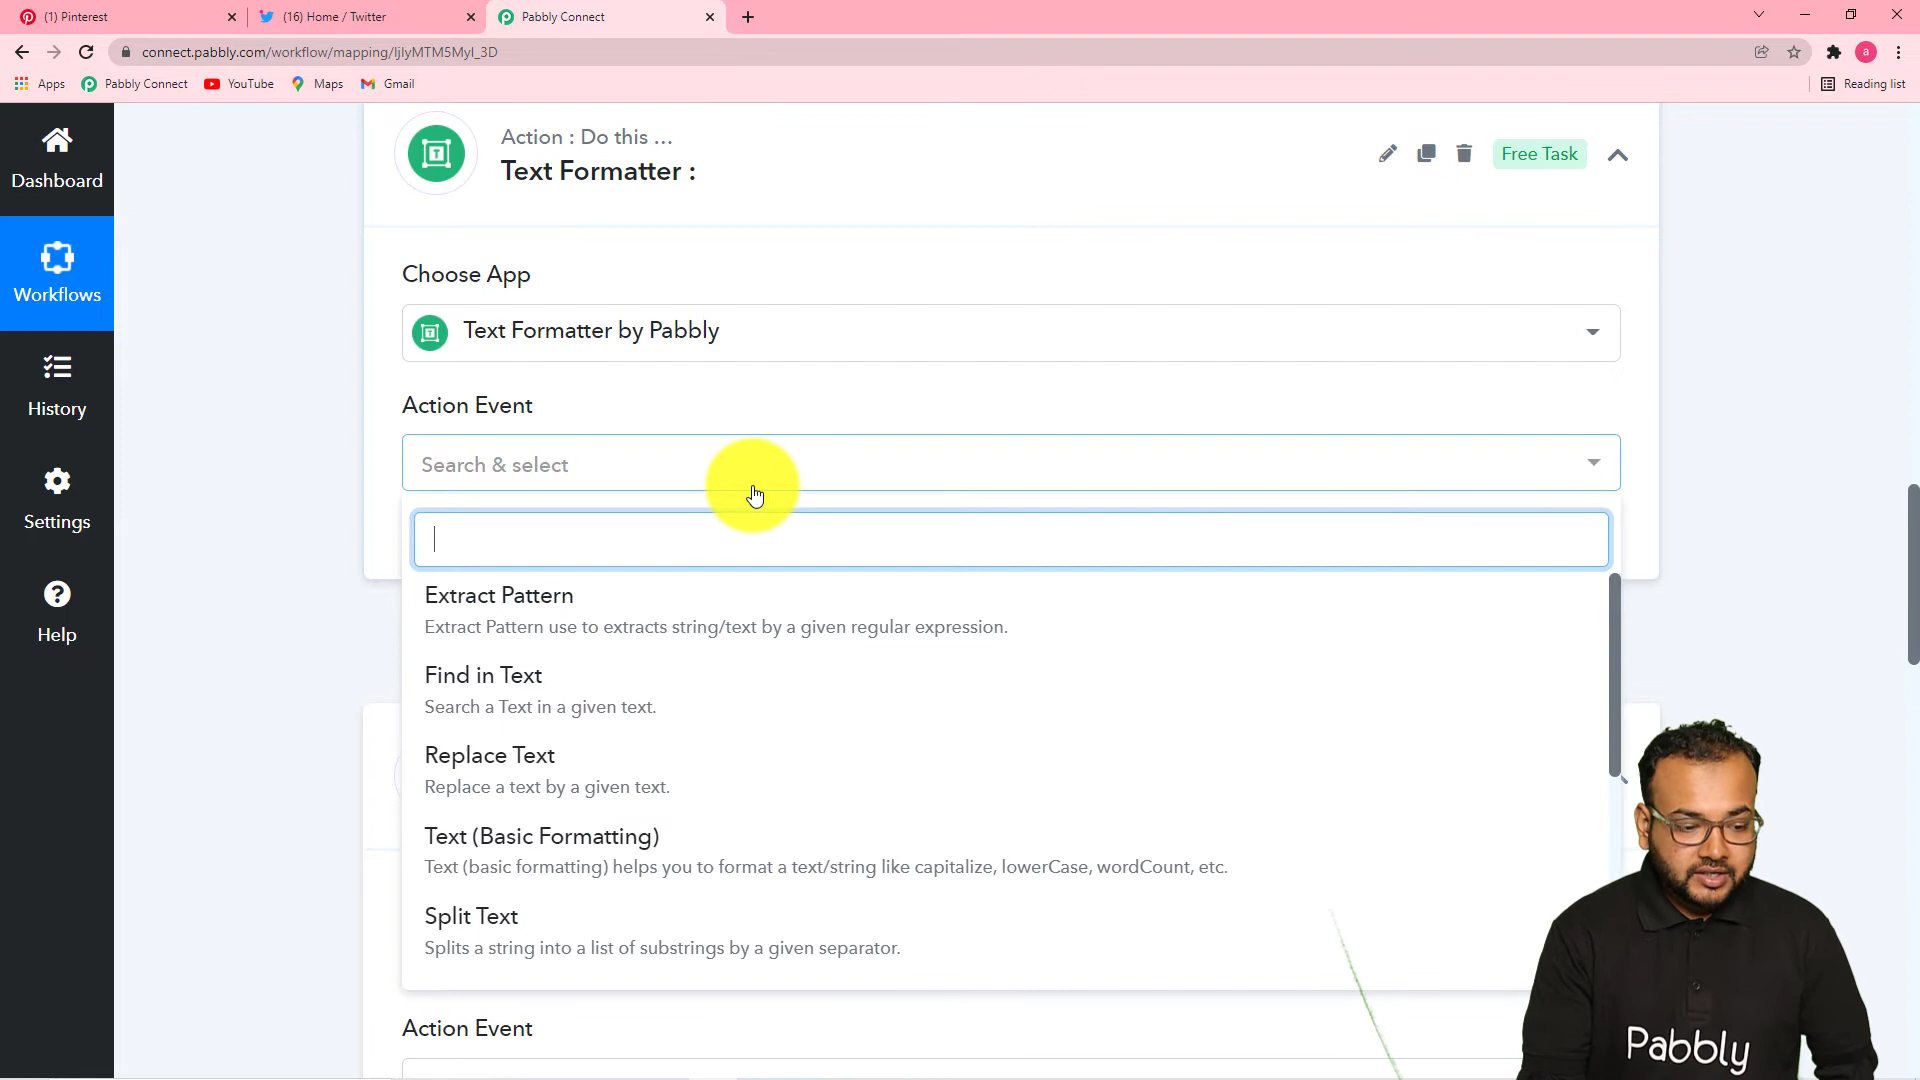 (1) Pinterest
(16) Home / Twitter
Pabbly Connect
connect.pabbly.com/workflow/mapping/IjIyMTM5MyI_3D
a
Apps
Pabbly Connect
YouTube
Maps
Gmail
Reading list
Dashboard
Workflows
History
Settings
Help
Action : Do this ...
Text Formatter :
Free Task
Choose App
Text Formatter by Pabbly
Action Event
Search & select
Extract Pattern
Extract Pattern use to extracts string/text by a given regular expression.
Find in Text
Search a Text in a given text.
Replace Text
Replace a text by a given text.
Text (Basic Formatting)
Text (basic formatting) helps you to format a text/string like capitalize, lowerCase, wordCount, etc.
Split Text
Splits a string into a list of substrings by a given separator.
Action Event
Pabbly